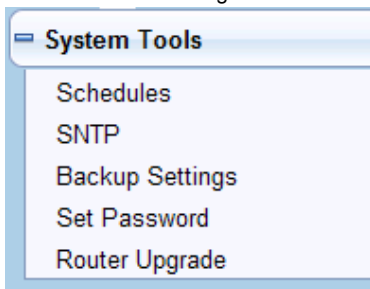 System Tools
Schedules
SNTP
Backup Settings
Set Password
Router Upgrade